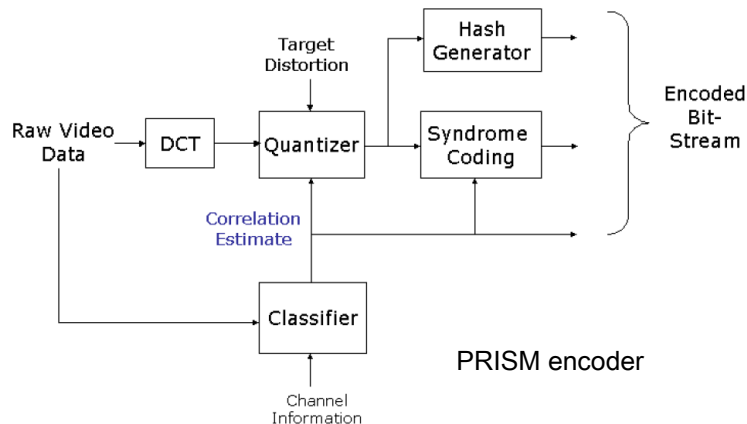 Hash
Generator
Target
Distortion
Encoded
Bit-
Stream
Raw Video
Data
DCT
Quantizer
Syndrome
Coding
Correlation
Estimate
Classifier
PRISM encoder
Channel
Information